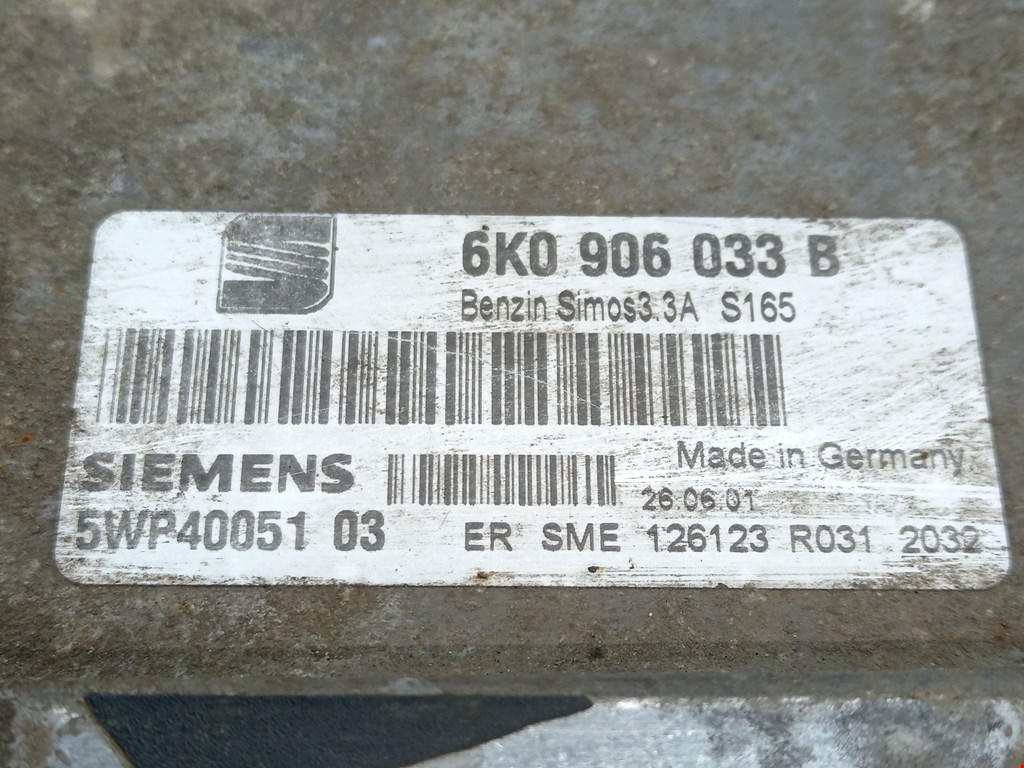 6K0 906 033 B
Benzin Simos3.3A S165
SIEMENS
Made in Germany
26.06.01
5WP40051 03
ER SME 126123 R031 2032